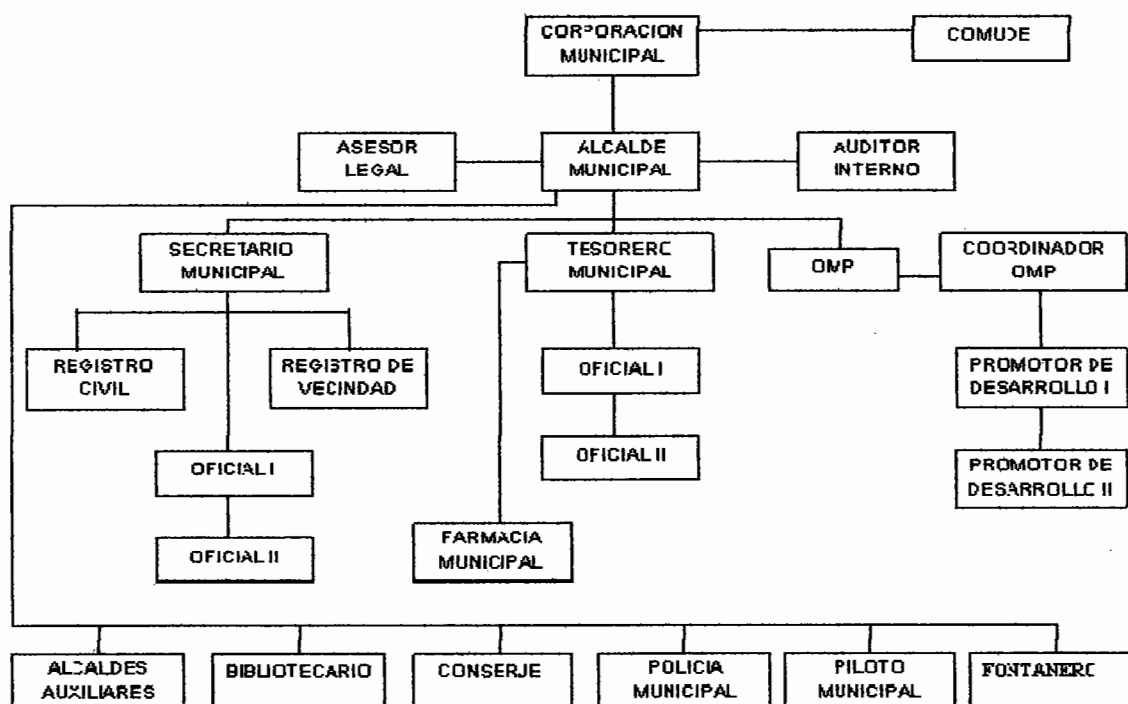 CORPORACION
MUNICIPAL
COMUDE
ASESOR
LEGAL
ALCALDE
MUNICIPAL
AUDITOR
INTERNO
SECRETARIO
MUNICIPAL
TESORERO
MUNICIPAL
OMP
COORDINADOR
OMP
REGISTRO
CIVIL
REGISTRO DE
VECINDAD
OFICIAL I
PROMOTOR DE
DESARROLLO I
OFICIAL I
OFICIAL II
PROMOTOR DE
DESARROLLO II
OFICIAL II
FARMACIA
MUNICIPAL
ALCALDES
AUXILIARES
BIBLIOTECARIO
CONSERJE
POLICIA
MUNICIPAL
PILOTO
MUNICIPAL
FONTANERO